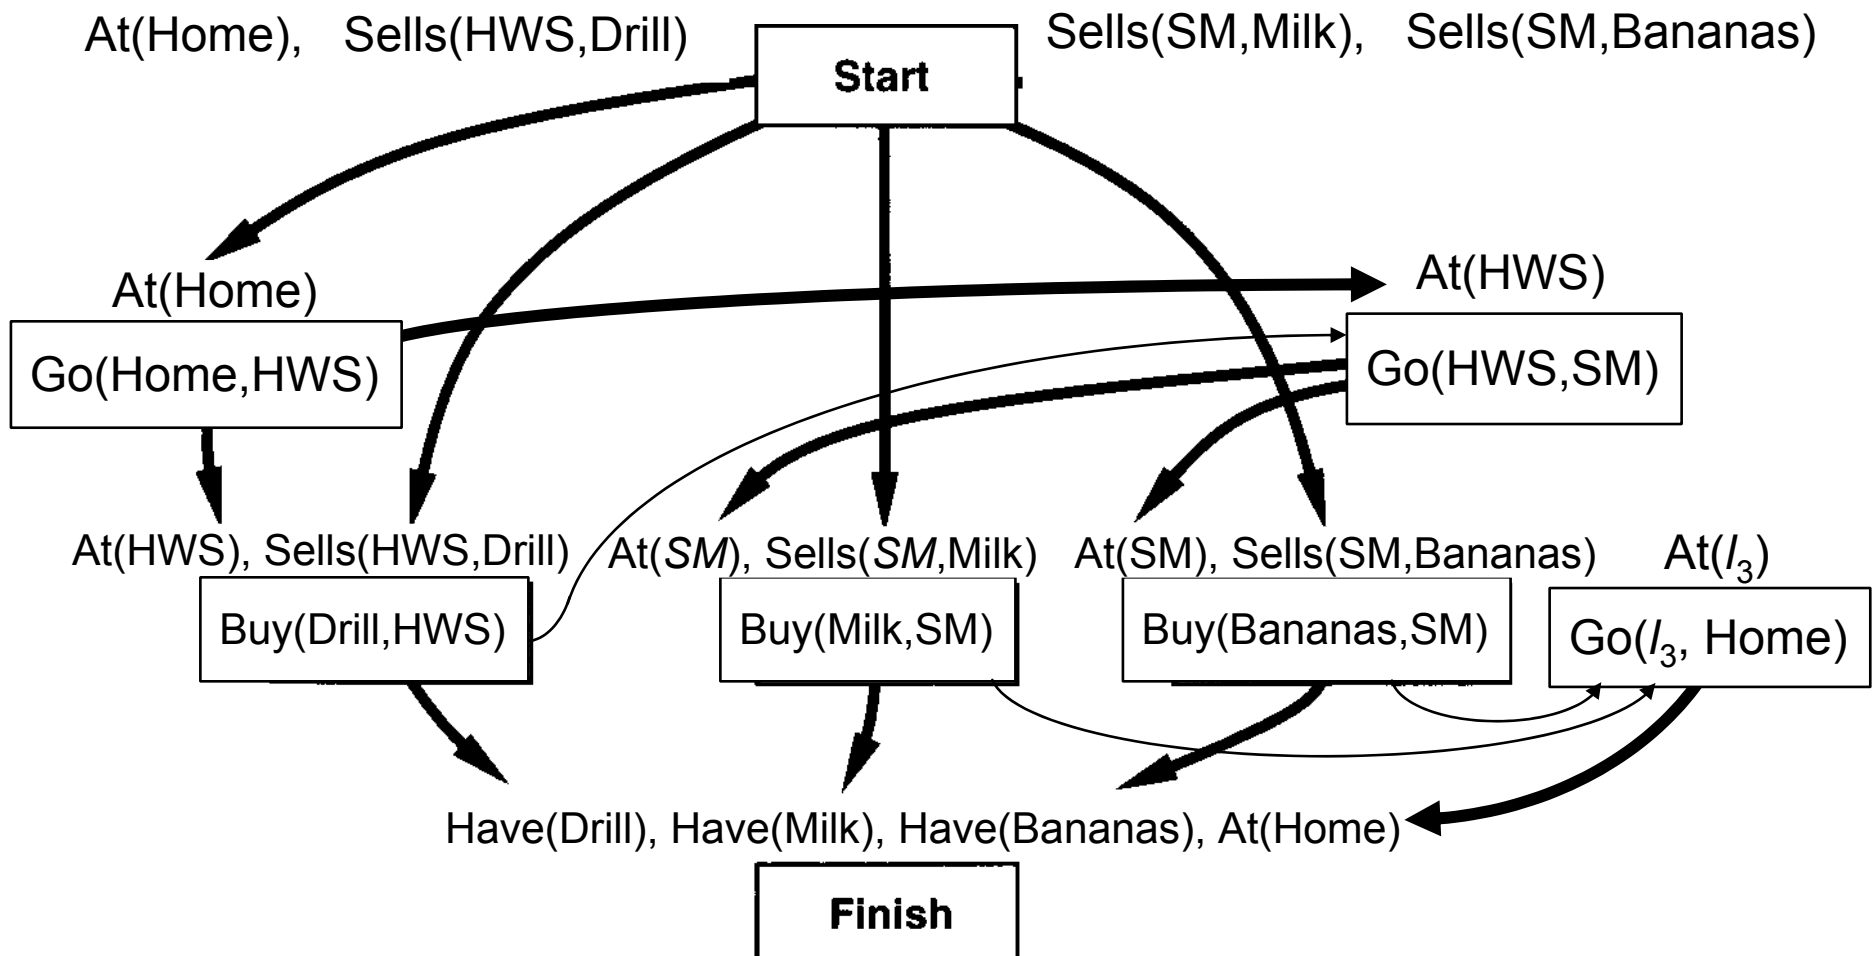 At(Home), Sells(HWS,Drill)
Start
Sells(SM,Milk), Sells(SM,Bananas)
At(Home)
Go(Home,HWS)
At(HWS)
Go(HWS,SM)
At(HWS), Sells(HWS,Drill)
At(SM), Sells(SM,Milk)
At(SM), Sells(SM,Bananas)
At(l₃)
Buy(Drill,HWS)
Buy(Milk,SM)
Buy(Bananas,SM)
Go(l₃, Home)
Have(Drill), Have(Milk), Have(Bananas), At(Home)
Finish